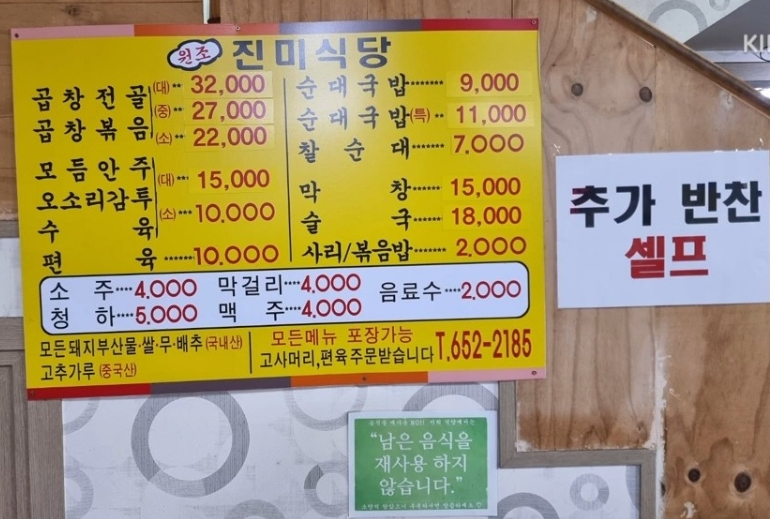 원조 진미식당
곱창전골 (대)·· 32,000
곱창볶음 (중)··· 27,000
(소)··· 22,000
모듬안주 (대)·· 15,000
오소리감투 (소)··· 10,000
수육
편육······ 10,000
순대국밥······· 9,000
순대국밥(특)·· 11,000
찰순대······· 7,000
막창······· 15,000
술국······· 18,000
사리/볶음밥······· 2,000
소주···· 4,000 막걸리···· 4,000 음료수··· 2,000
청하···· 5,000 맥주···· 4,000
모든돼지부산물·쌀·무·배추(국내산)
고추가루(중국산)
모든메뉴 포장가능
고사머리,편육주문받습니다 T.652-2185
추가 반찬
셀프
KI
"남은 음식을
재사용 하지
않습니다."